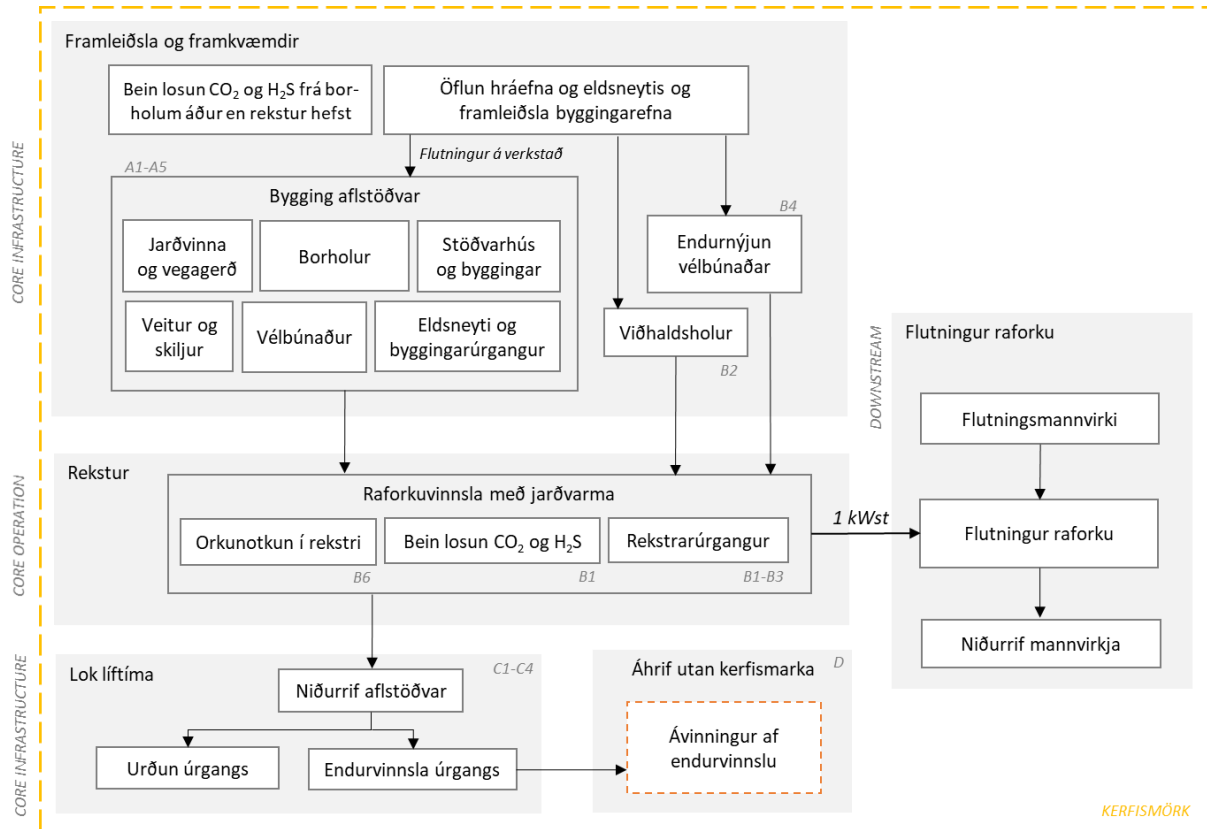 Framleiðsla og framkvæmdir
Bein losun CO₂ og H₂S frá bor-
holum áður en rekstur hefst
Öflun hráefna og eldsneytis og
framleiðsla byggingarefna
Flutningur á verkstað
A1-A5
Bygging aflstöðvar
Jarðvinna
og vegagerð
Borholur
Stöðvarhús
og byggingar
Veitur og
skiljur
Vélbúnaður
Eldsneyti og
byggingarúrgangur
B4
Endurnýjun
vélbúnaðar
Viðhaldsholur
B2
CORE INFRASTRUCTURE
Rekstur
Raforkuvinnsla með jarðvarma
Orkunotkun í rekstri
B6
Bein losun CO₂ og H₂S
B1
Rekstrarúrgangur
B1-B3
CORE OPERATION
1 kWst
DOWNSTREAM
Flutningur raforku
Flutningsmannvirki
Flutningur raforku
Niðurrif mannvirkja
Lok líftíma
C1-C4
Niðurrif aflstöðvar
Urðun úrgangs
Endurvinnsla úrgangs
CORE INFRASTRUCTURE
Áhrif utan kerfismarka
D
Ávinningur af
endurvinnslu
KERFISMÖRK